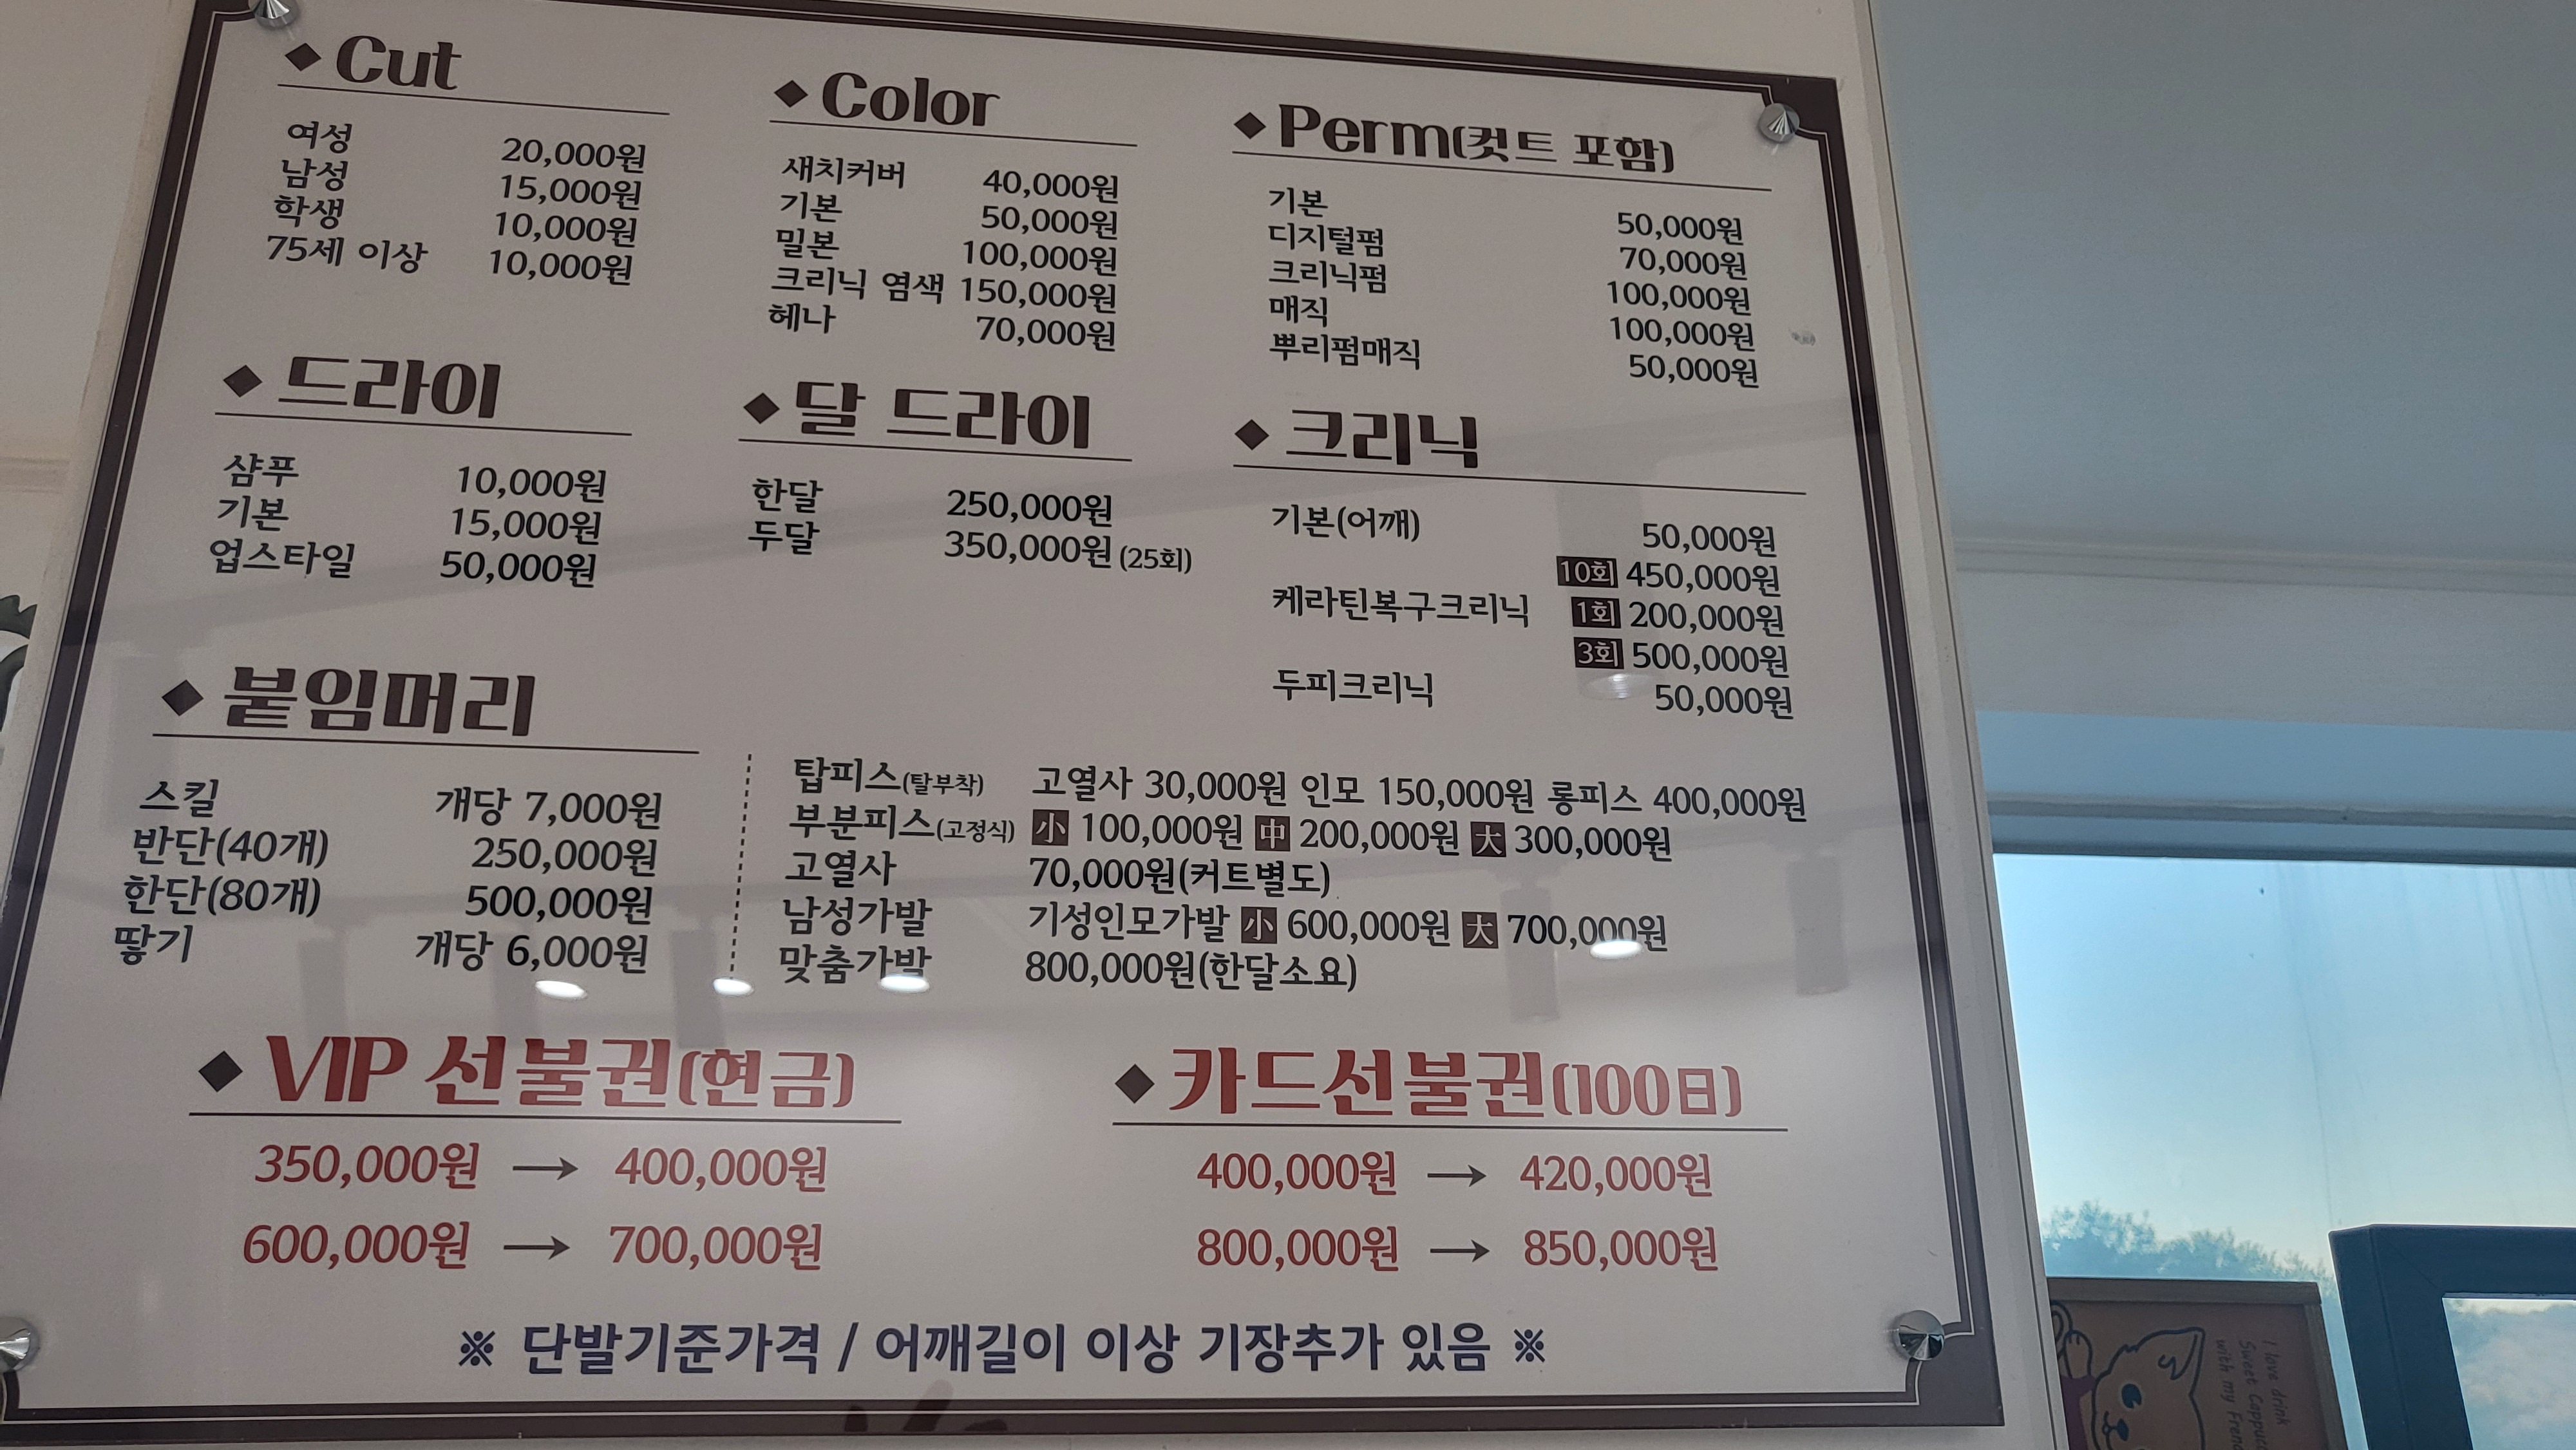 ◆ Cut
여성 20,000원
남성 15,000원
학생 10,000원
75세 이상 10,000원
◆ Color
새치커버 40,000원
기본 50,000원
밀본 100,000원
크리닉 염색 150,000원
헤나 70,000원
◆ Perm(컷트 포함)
기본 50,000원
디지털펌 70,000원
크리닉펌 100,000원
매직 100,000원
뿌리펌매직 50,000원
◆ 드라이
샴푸 10,000원
기본 15,000원
업스타일 50,000원
◆ 달 드라이
한달 250,000원
두달 350,000원 (25회)
◆ 크리닉
기본(어깨) 50,000원
10회 450,000원
케라틴복구크리닉 1회 200,000원
3회 500,000원
두피크리닉 50,000원
◆ 붙임머리
스킬 개당 7,000원
반단(40개) 250,000원
한단(80개) 500,000원
땋기 개당 6,000원
탑피스(탈부착) 고열사 30,000원 인모 150,000원 롱피스 400,000원
부분피스(고정식) 小 100,000원 中 200,000원 大 300,000원
고열사 70,000원(커트별도)
남성가발 기성인모가발 小 600,000원 大 700,000원
맞춤가발 800,000원(한달소요)
◆ VIP 선불권(현금)
350,000원 → 400,000원
600,000원 → 700,000원
◆ 카드선불권(100日)
400,000원 → 420,000원
800,000원 → 850,000원
※ 단발기준가격 / 어깨길이 이상 기장추가 있음 ※
I love drink
Sweet
with my